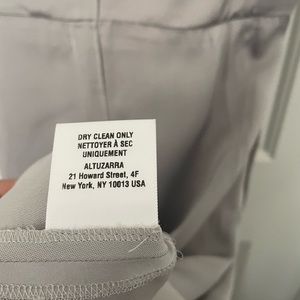 DRY CLEAN ONLY
NETTOYER À SEC
UNIQUEMENT
ALTUZARRA
21 Howard Street, 4F
New York, NY 10013 USA